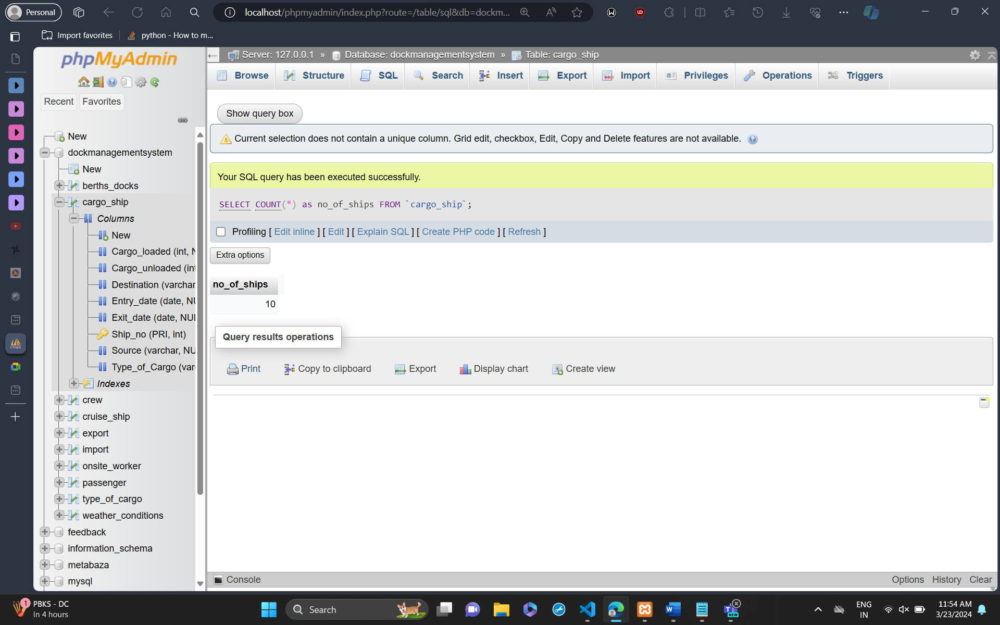 Personal
localhost/phpmyadmin/index.php?route=/table/sql&db=dockm...
Import favorites
python - How to m...
phpMyAdmin
Recent
Favorites
New
dockmanagementsystem
New
berths_docks
cargo_ship
Columns
New
Cargo_loaded (int, N
Cargo_unloaded (int
Destination (varchar
Entry_date (date, NU
Exit_date (date, NUL
Ship_no (PRI, int)
Source (varchar, NU
Type_of_Cargo (varc
Indexes
crew
cruise_ship
export
import
onsite_worker
passenger
type_of_cargo
weather_conditions
feedback
information_schema
metabaza
mysql
Server: 127.0.0.1 » Database: dockmanagementsystem » Table: cargo_ship
Browse Structure SQL Search Insert Export Import Privileges Operations Triggers
Show query box
Current selection does not contain a unique column. Grid edit, checkbox, Edit, Copy and Delete features are not available.
Your SQL query has been executed successfully.
SELECT COUNT(*) as no_of_ships FROM `cargo_ship`;
Profiling [ Edit inline ] [ Edit ] [ Explain SQL ] [ Create PHP code ] [ Refresh ]
Extra options
no_of_ships
10
Query results operations
Print Copy to clipboard Export Display chart Create view
Console
Options History Clear
1
PBKS - DC
In 4 hours
Search
NEW
ENG
IN
11:54 AM
3/23/2024